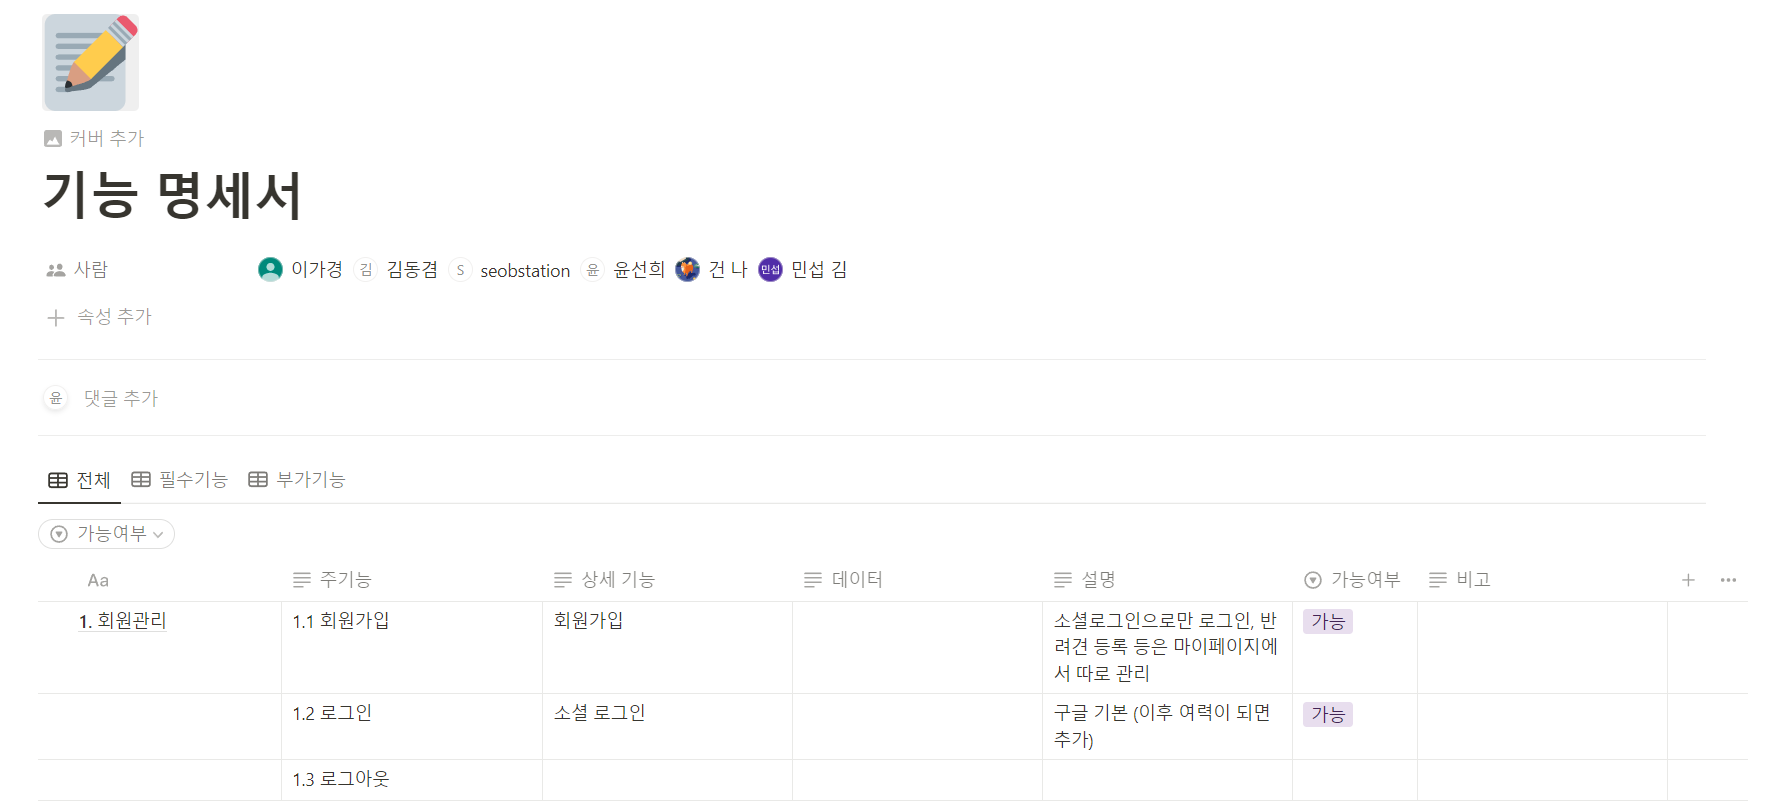 커버 추가
기능 명세서
사람 이가경 김 김동겸 S seobstation 윤 윤선희 건 나 민섭 민섭 김
속성 추가
윤 댓글 추가
전체 필수기능 부가기능
가능여부
Aa 주기능 상세 기능 데이터 설명 가능여부 비고
1. 회원관리 1.1 회원가입 회원가입 소셜로그인으로만 로그인, 반 가능
려견 등록 등은 마이페이지에
서 따로 관리
1.2 로그인 소셜 로그인 구글 기본 (이후 여력이 되면 가능
추가)
1.3 로그아웃